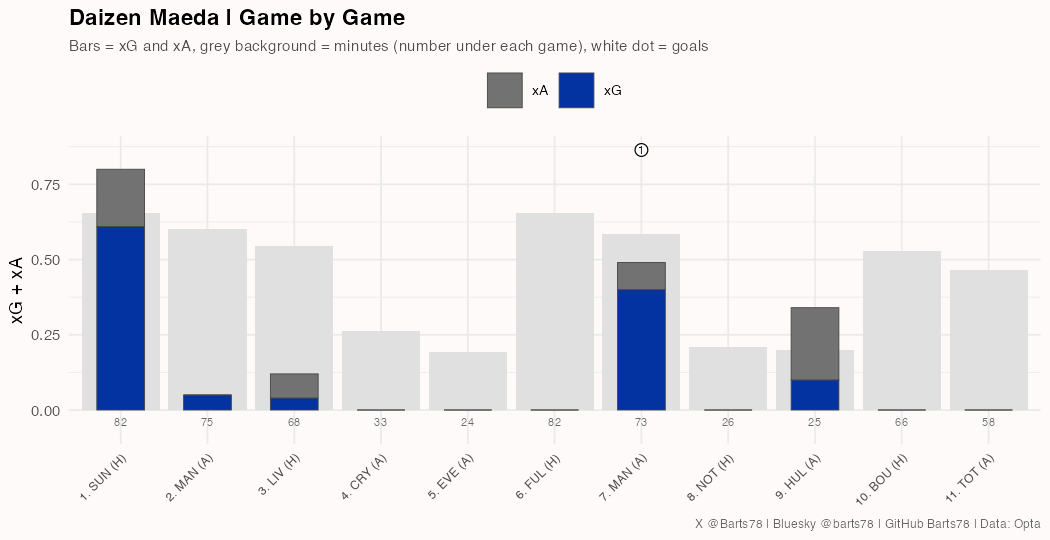 Daizen Maeda | Game by Game
Bars = xG and xA, grey background = minutes (number under each game), white dot = goals
xA xG
xG + xA
0.75
0.50
0.25
0.00
1
82 75 68 33 24 82 73 26 25 66 58
1. SUN (H)
2. MAN (A)
3. LIV (H)
4. CRY (A)
5. EVE (A)
6. FUL (H)
7. MAN (A)
8. NOT (H)
9. HUL (A)
10. BOU (H)
11. TOT (A)
X @Barts78 | Bluesky @barts78 | GitHub Barts78 | Data: Opta